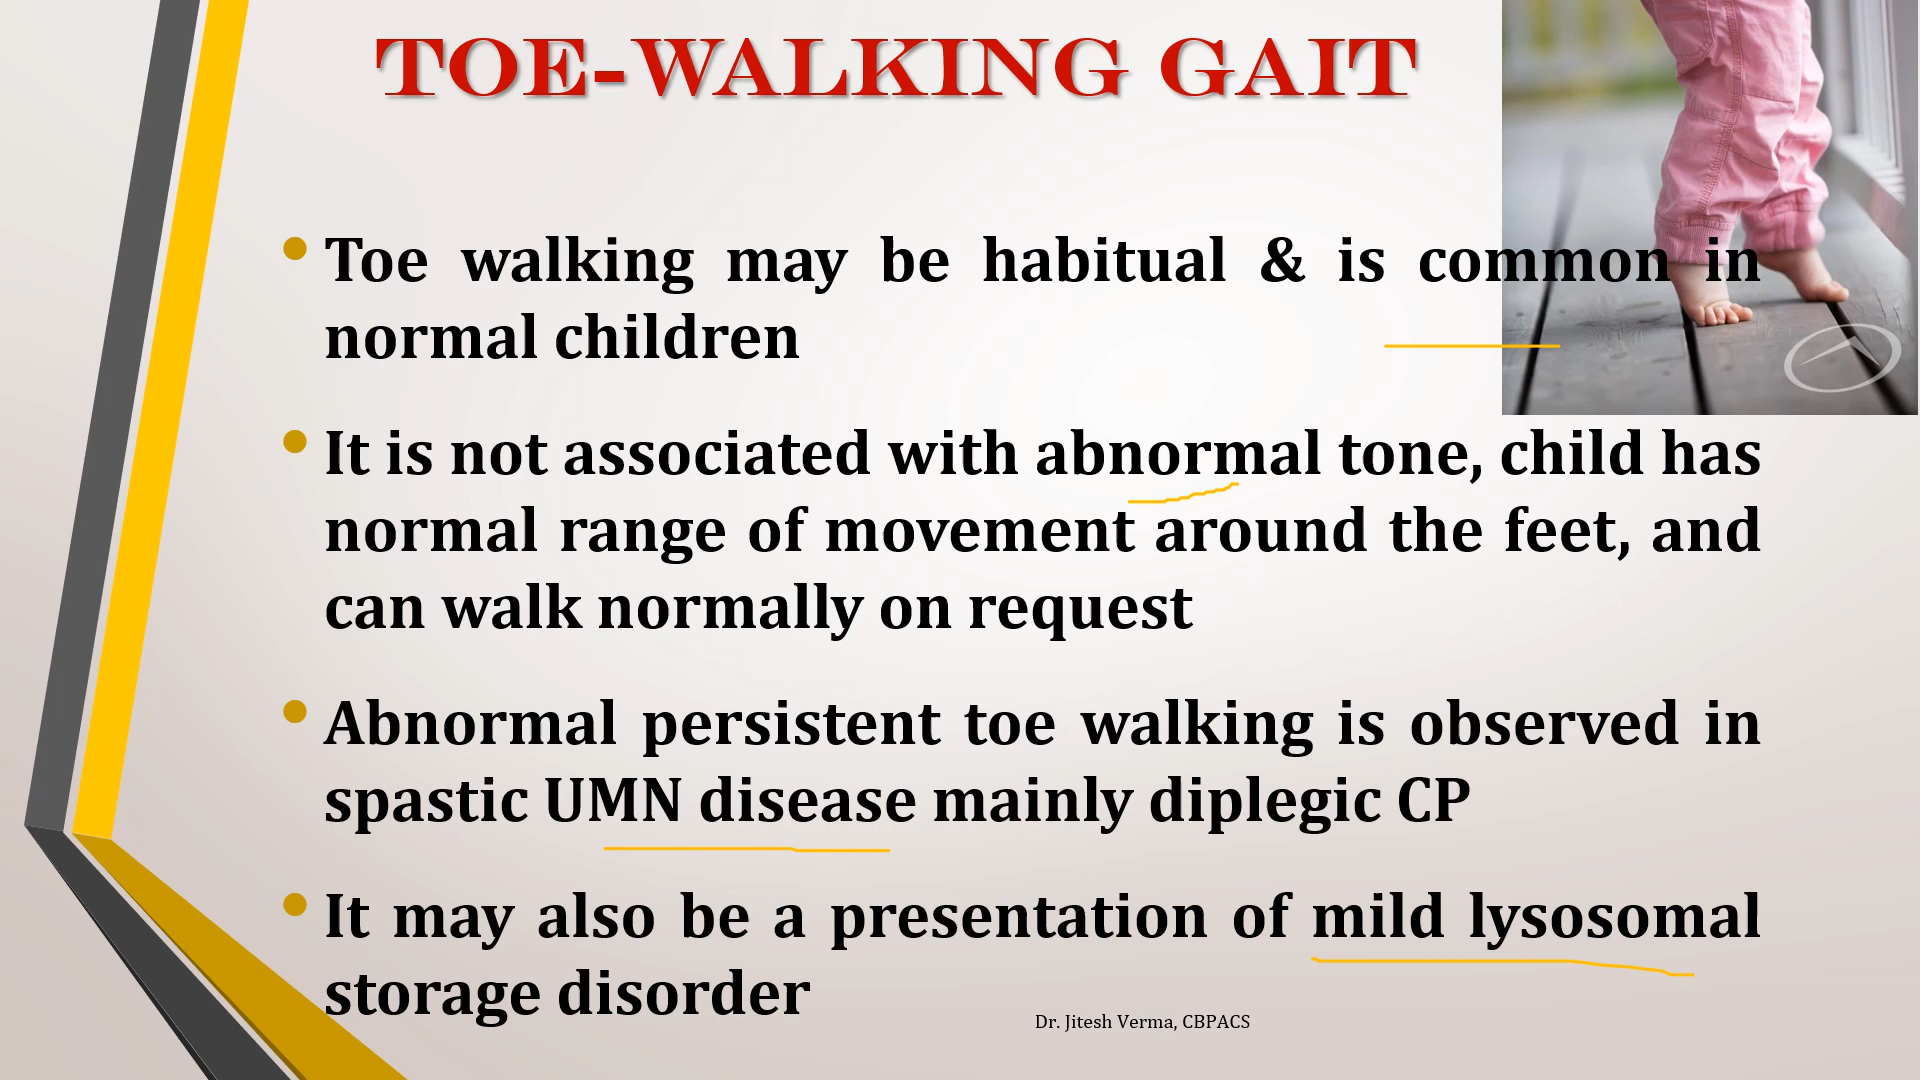 TOE-WALKING GAIT
• Toe walking may be habitual & is common in
normal children
• It is not associated with abnormal tone, child has
normal range of movement around the feet, and
can walk normally on request
• Abnormal persistent toe walking is observed in
spastic UMN disease mainly diplegic CP
• It may also be a presentation of mild lysosomal
storage disorder
Dr. Jitesh Verma, CBPACS